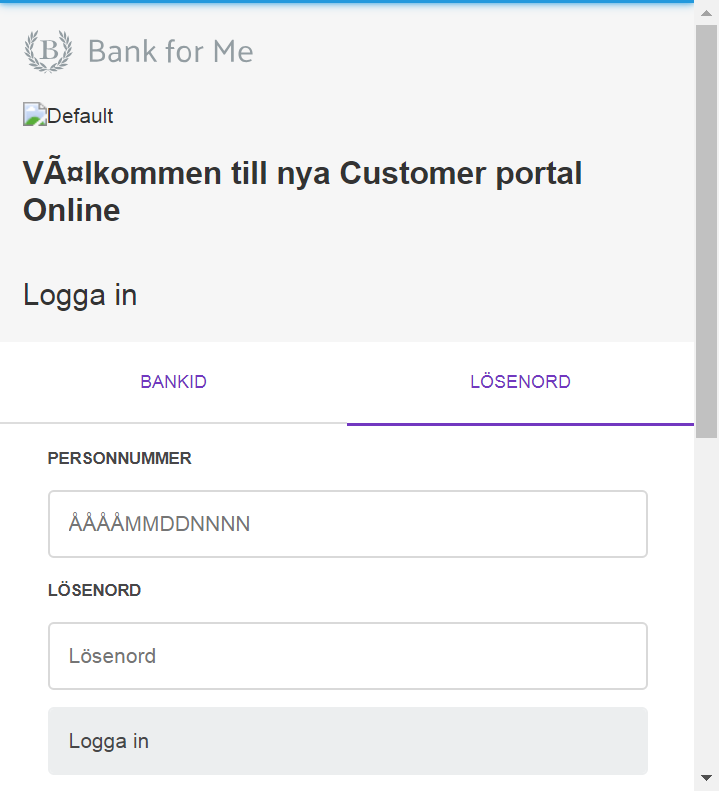 B
Bank for Me
Default
VÃ¤lkommen till nya Customer portal
Online
Logga in
BANKID
LÖSENORD
PERSONNUMMER
ÅÅÅÅMMDDNNNN
LÖSENORD
Lösenord
Logga in